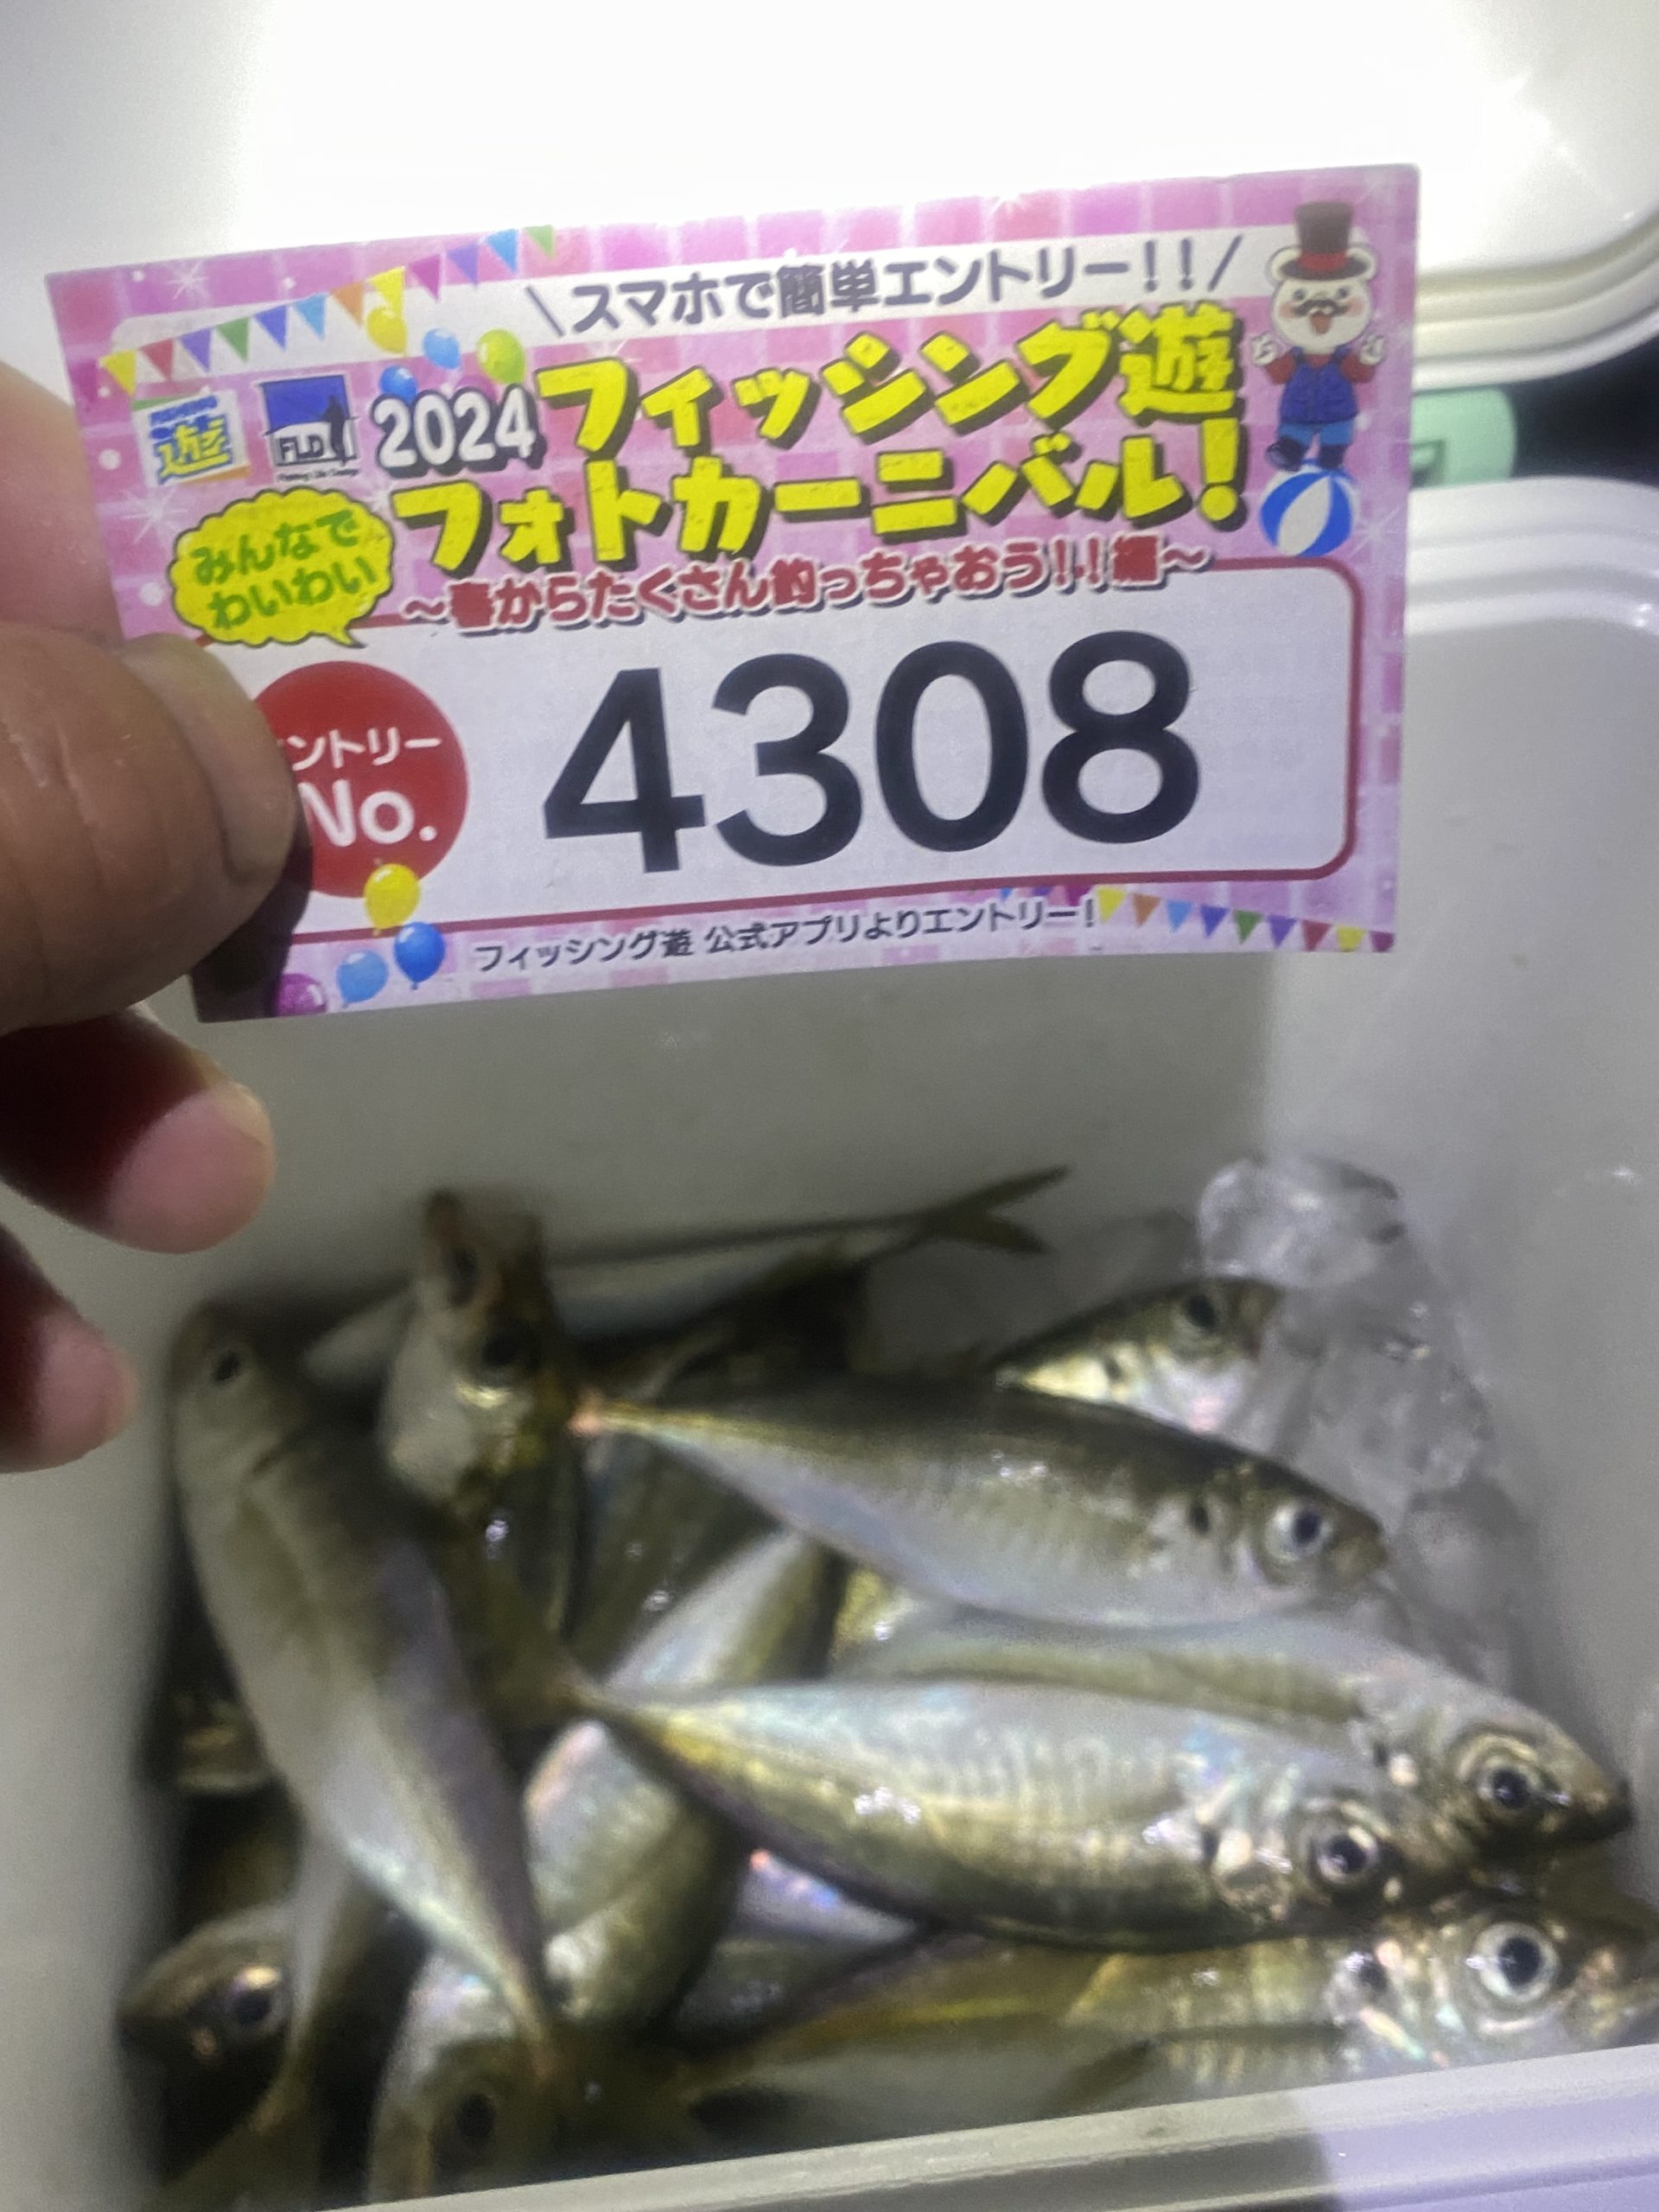 \スマホで簡単エントリー!!/
遊
FLD
2024
フィッシング遊
フォトカーニバル!
みんなで
わいわい
~春からたくさん釣っちゃおう!!編~
ントリー
No.
4308
フィッシング遊 公式アプリよりエントリー!